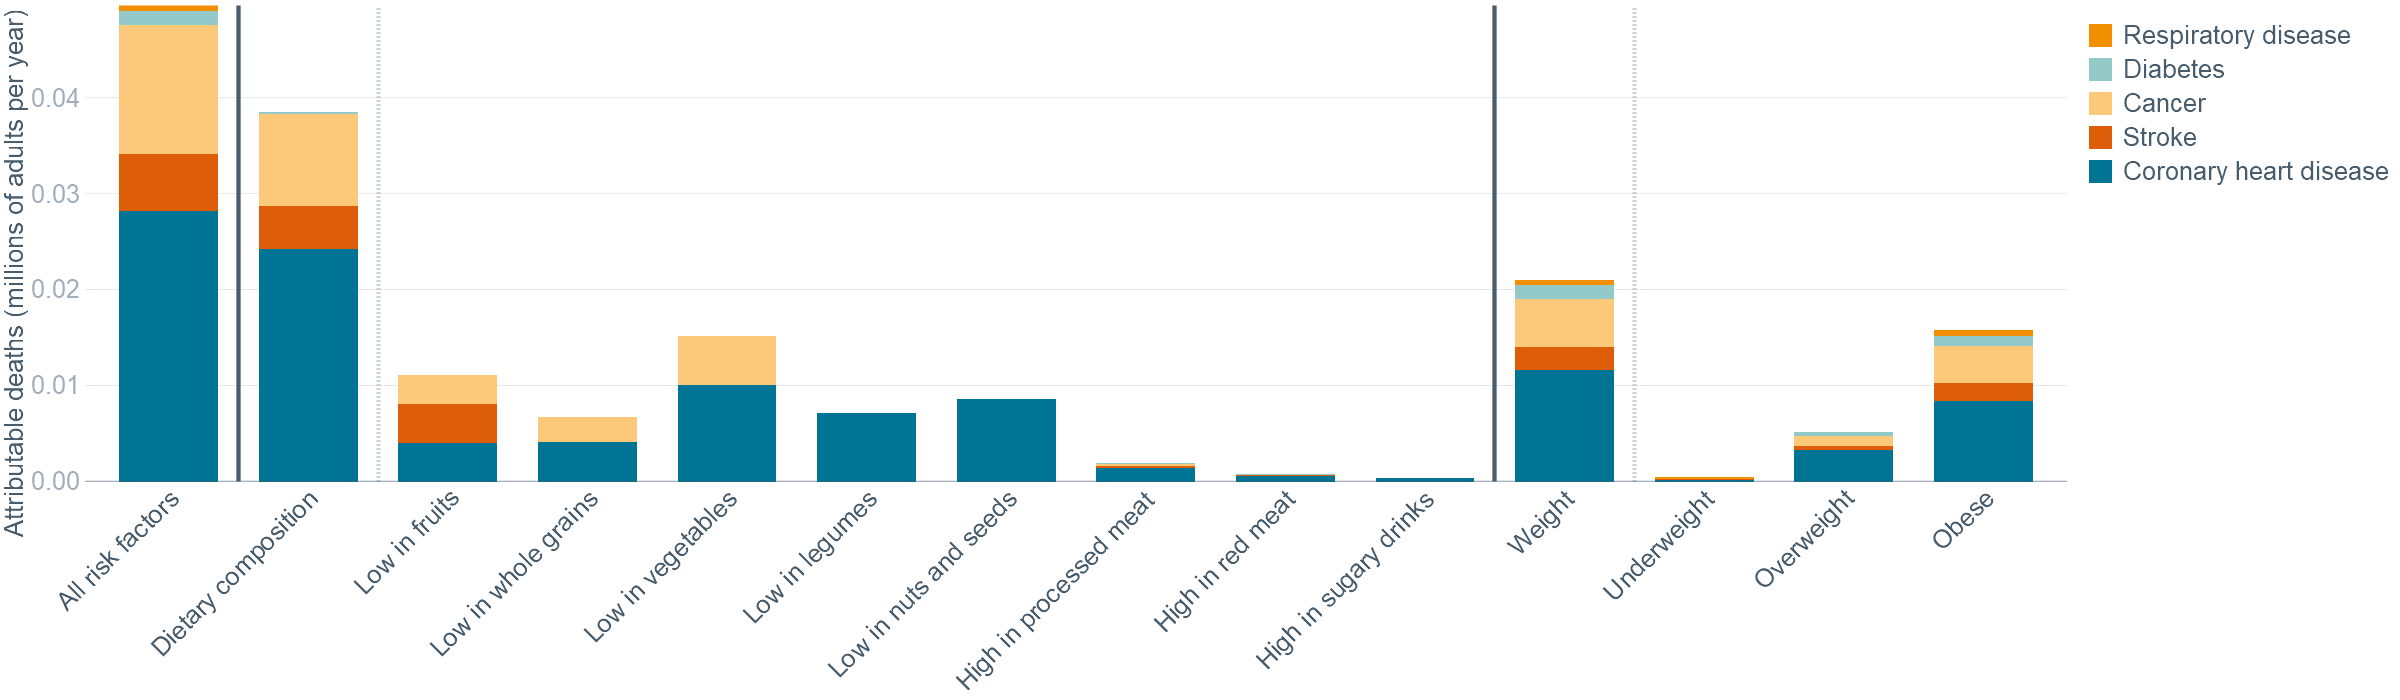 Attributable deaths (millions of adults per year)
0.04
0.03
0.02
0.01
0.00
All risk factors
Dietary composition
Low in fruits
Low in whole grains
Low in vegetables
Low in legumes
Low in nuts and seeds
High in processed meat
High in red meat
High in sugary drinks
Weight
Underweight
Overweight
Obese
Respiratory disease
Diabetes
Cancer
Stroke
Coronary heart disease